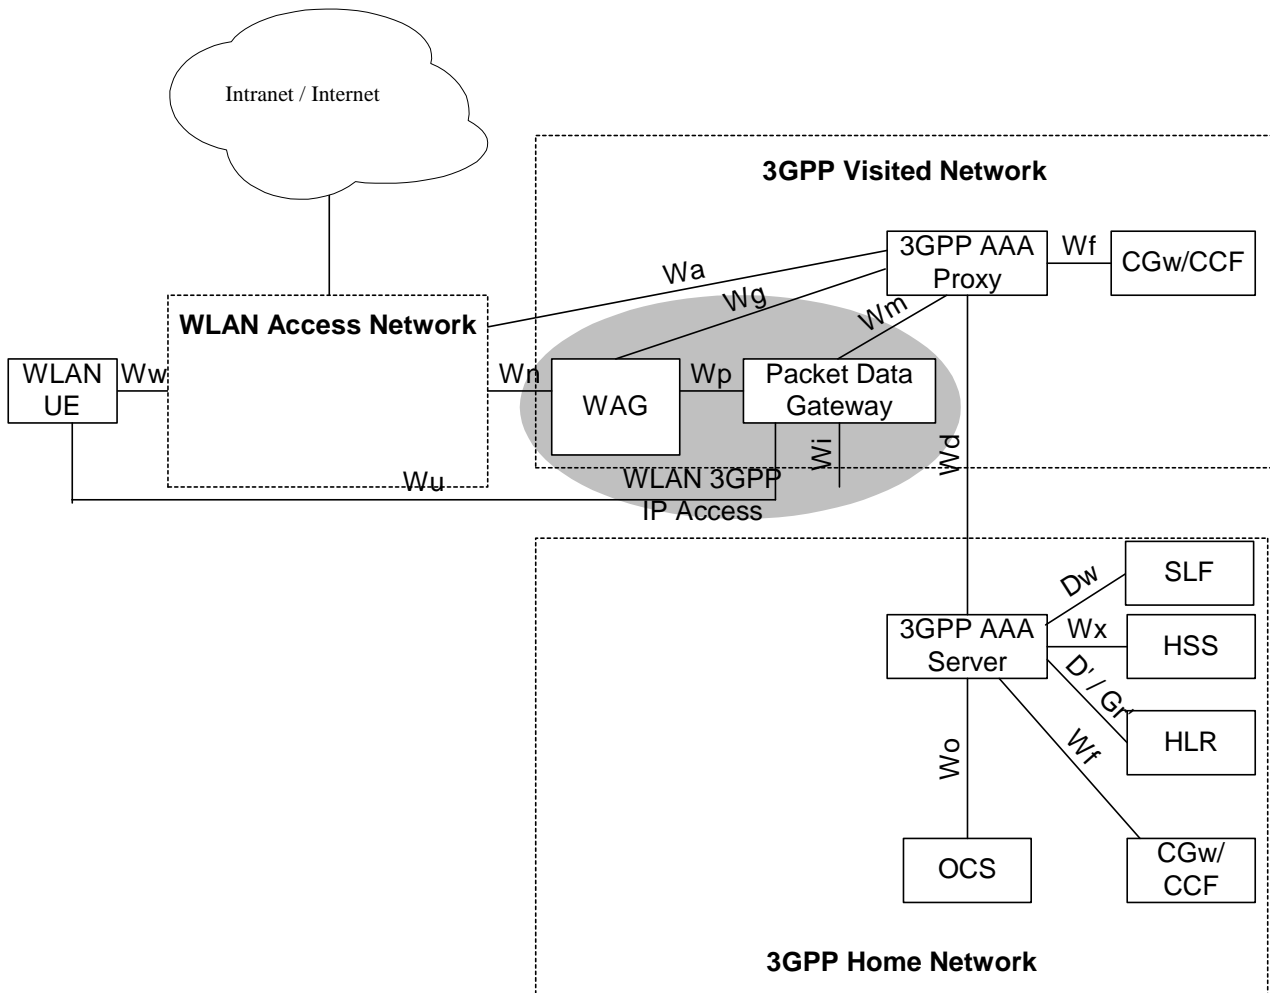 Intranet / Internet
3GPP Visited Network
3GPP AAA
Proxy
Wf
CGw/CCF
Wa
Wg
Wm
WLAN Access Network
WLAN
UE
Ww
Wn
WAG
Wp
Packet Data
Gateway
Wi
Wd
Wu
WLAN 3GPP
IP Access
SLF
Dw
3GPP AAA
Server
Wx
HSS
D' / Gr'
HLR
Wf
Wo
OCS
CGw/
CCF
3GPP Home Network